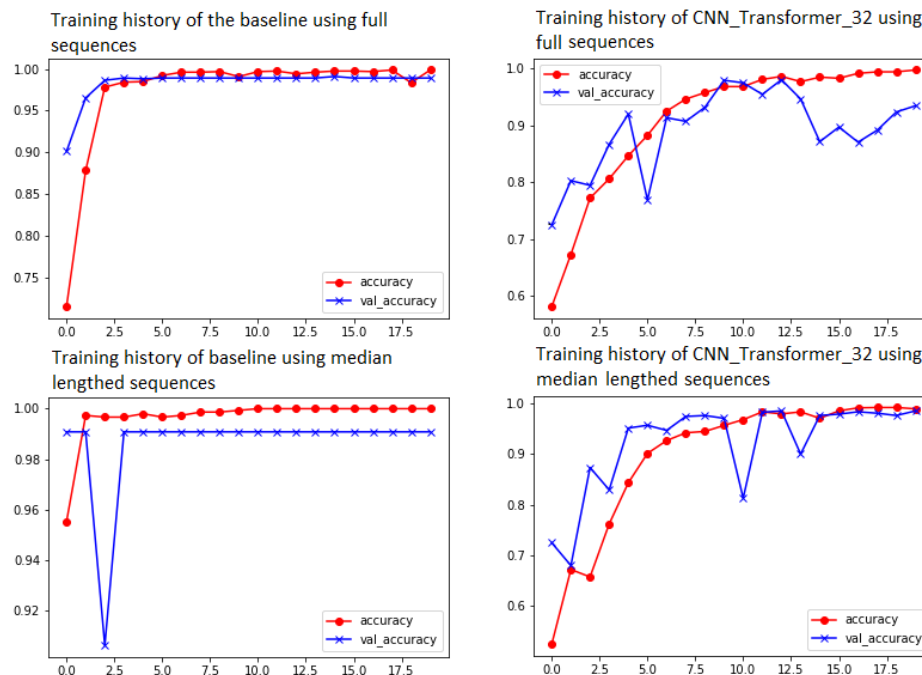 Training history of the baseline using full
sequences
1.00
0.95
0.90
0.85
0.80
0.75
accuracy
val_accuracy
0.0 2.5 5.0 7.5 10.0 12.5 15.0 17.5
Training history of CNN_Transformer_32 using
full sequences
1.0
0.9
0.8
0.7
0.6
accuracy
val_accuracy
0.0 2.5 5.0 7.5 10.0 12.5 15.0 17.5
Training history of baseline using median
lengthed sequences
1.00
0.98
0.96
0.94
0.92
accuracy
val_accuracy
0.0 2.5 5.0 7.5 10.0 12.5 15.0 17.5
Training history of CNN_Transformer_32 using
median lengthed sequences
1.0
0.9
0.8
0.7
0.6
accuracy
val_accuracy
0.0 2.5 5.0 7.5 10.0 12.5 15.0 17.5